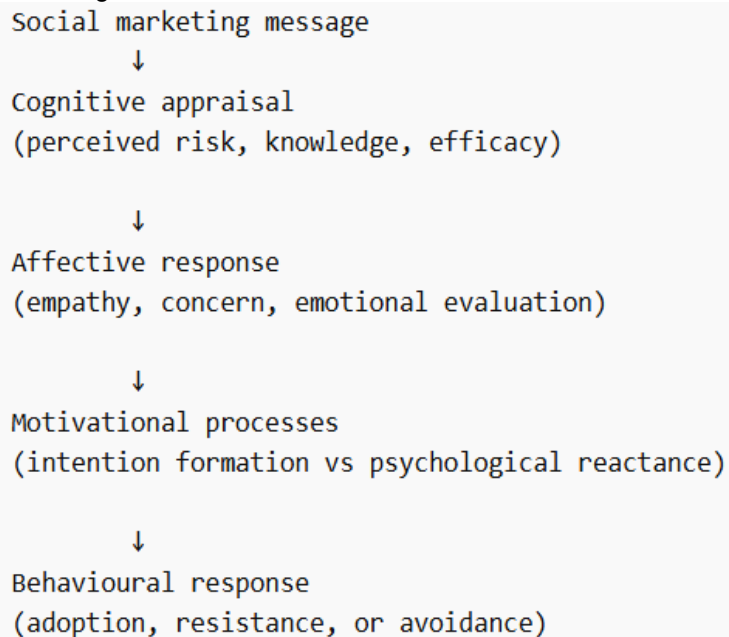 Social marketing message
↓
Cognitive appraisal
(perceived risk, knowledge, efficacy)
↓
Affective response
(empathy, concern, emotional evaluation)
↓
Motivational processes
(intention formation vs psychological reactance)
↓
Behavioural response
(adoption, resistance, or avoidance)